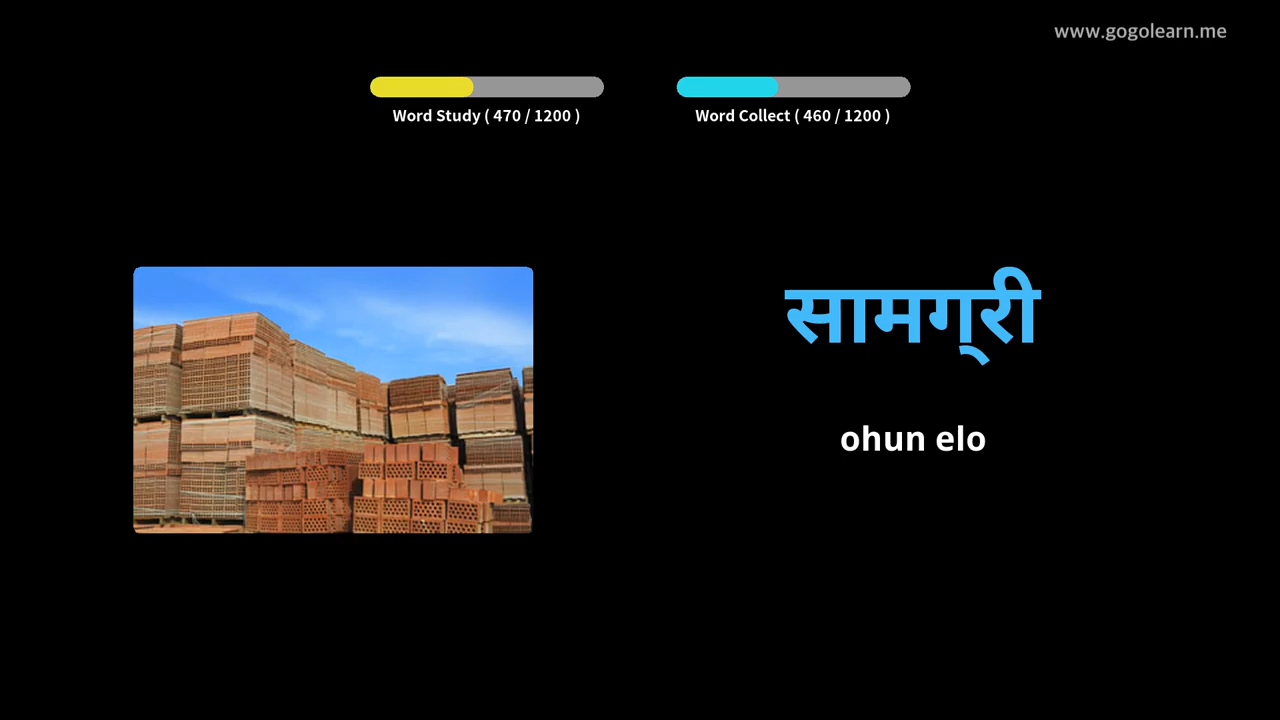 www.gogolearn.me
Word Study ( 470 / 1200 )
Word Collect ( 460 / 1200 )
सामग्री
ohun elo